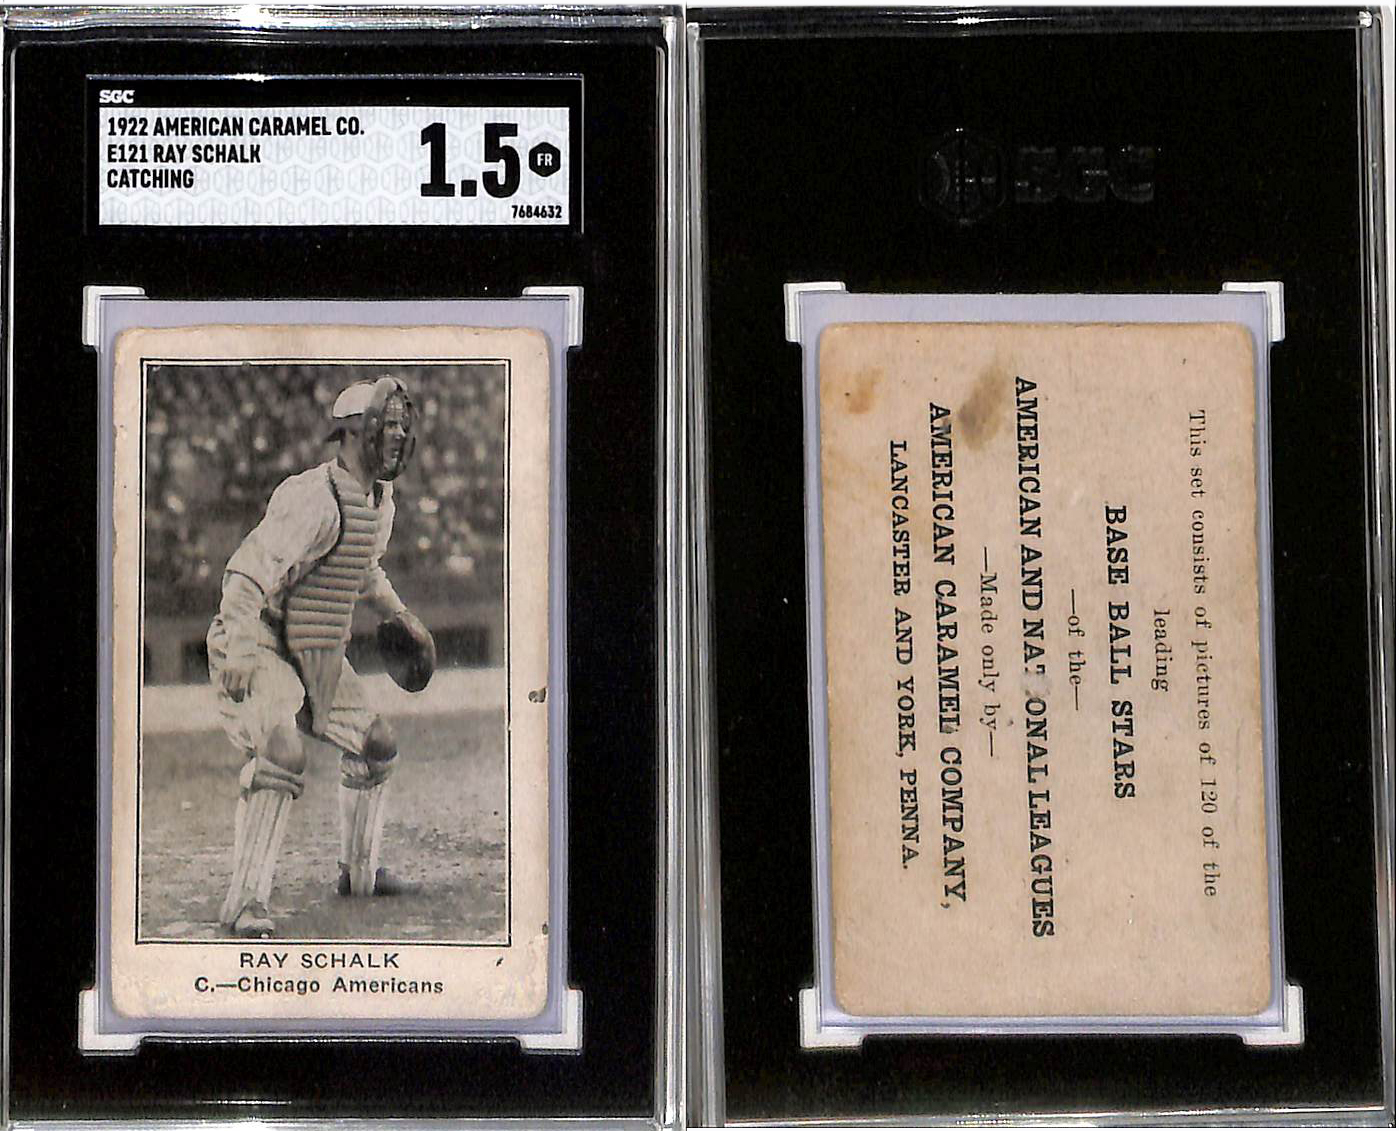 SGC
1922 AMERICAN CARAMEL CO.
E121 RAY SCHALK
CATCHING
1.5
FR
7684632
RAY SCHALK
C.—Chicago Americans
SGC
This set consists of pictures of 120 of the
leading
BASE BALL STARS
—of the—
AMERICAN AND NATIONAL LEAGUES
—Made only by—
AMERICAN CARAMEL COMPANY,
LANCASTER AND YORK, PENNA.